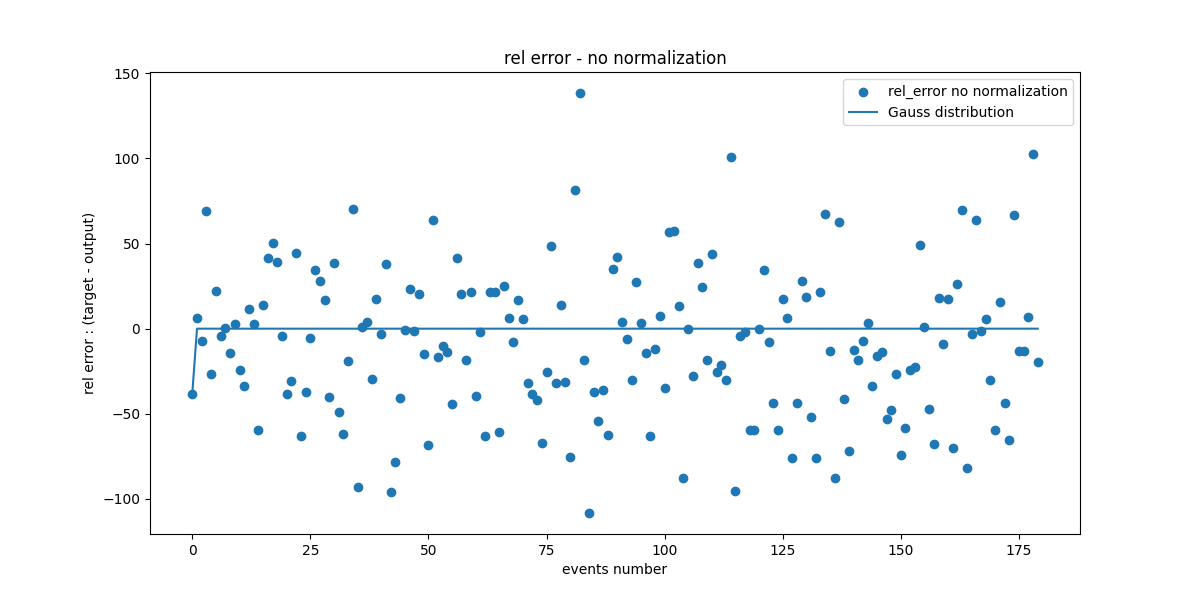 rel error - no normalization
rel_error no normalization
Gauss distribution
rel error : (target - output)
150
100
50
0
−50
−100
0 25 50 75 100 125 150 175
events number